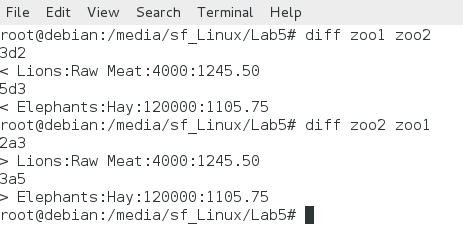 File Edit View Search Terminal Help
root@debian:/media/sf_Linux/Lab5# diff zoo1 zoo2
3d2
< Lions:Raw Meat:4000:1245.50
5d3
< Elephants:Hay:120000:1105.75
root@debian:/media/sf_Linux/Lab5# diff zoo2 zoo1
2a3
> Lions:Raw Meat:4000:1245.50
3a5
> Elephants:Hay:120000:1105.75
root@debian:/media/sf_Linux/Lab5#